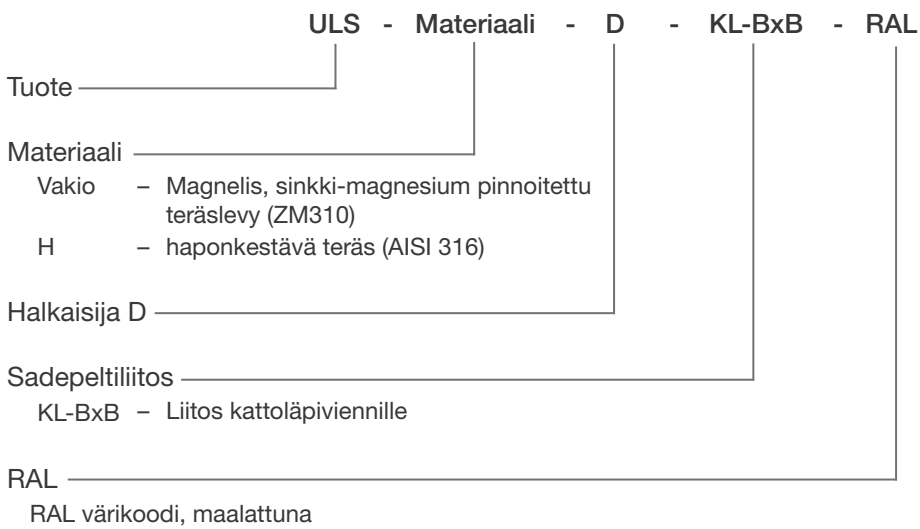 ULS - Materiaali - D - KL-BxB - RAL
Tuote
Materiaali
Vakio – Magnelis, sinkki-magnesium pinnoitettu
teräslevy (ZM310)
H – haponkestävä teräs (AISI 316)
Halkaisija D
Sadepeltiliitos
KL-BxB – Liitos kattoläpiviennille
RAL
RAL värikoodi, maalattuna